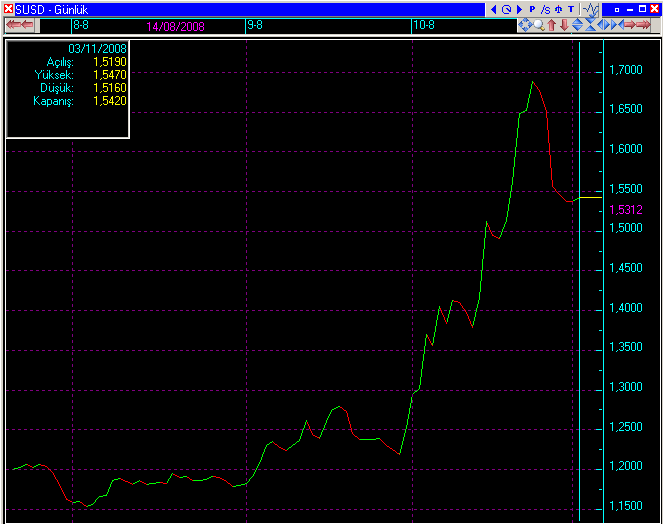 SUSD - Günlük
P /S T
8-8 14/08/2008 9-8 10-8
03/11/2008
Açılış: 1,5190
Yüksek: 1,5470
Düşük: 1,5160
Kapanış: 1,5420
1,7000
1,6500
1,6000
1,5500
1,5312
1,5000
1,4500
1,4000
1,3500
1,3000
1,2500
1,2000
1,1500